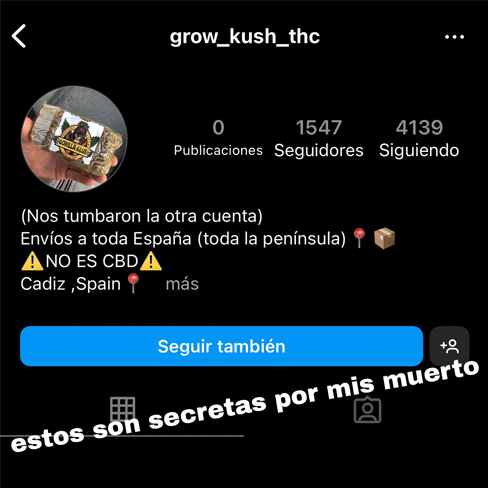 grow_kush_thc
0
1547
4139
Publicaciones
Seguidores
Siguiendo
(Nos tumbaron la otra cuenta)
Envíos a toda España (toda la península)📍📦
⚠️NO ES CBD⚠️
Cadiz ,Spain📍 más
Seguir también
estos son secretas por mis muerto